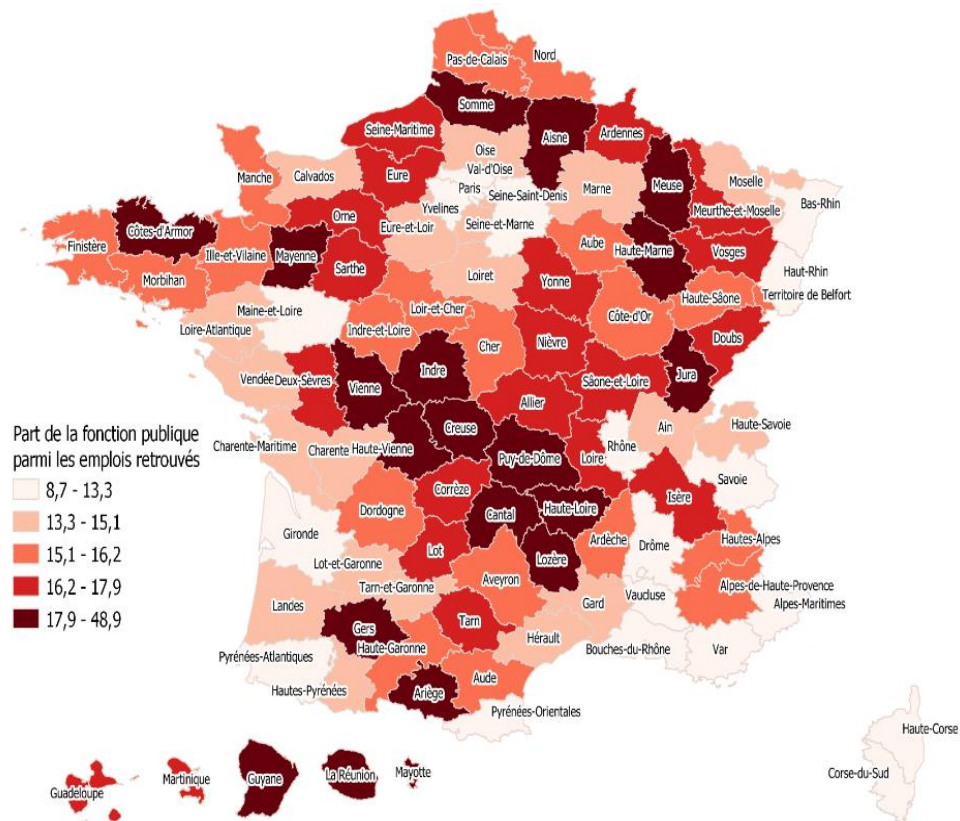 Nord
Pas-de-Calais
Somme
Seine-Maritime
Aisne
Ardennes
Oise
Val-d'Oise
Manche
Calvados
Eure
Paris
Seine-Saint-Denis
Marne
Meuse
Moselle
Bas-Rhin
Yvelines
Meurthe-et-Moselle
Orne
Eure-et-Loir
Seine-et-Marne
Côtes-d'Armor
Finistère
Ille-et-Vilaine
Mayenne
Aube
Haute-Marne
Vosges
Sarthe
Morbihan
Loiret
Yonne
Haut-Rhin
Haute-Saône
Territoire de Belfort
Maine-et-Loire
Loir-et-Cher
Côte-d'Or
Loire-Atlantique
Indre-et-Loire
Doubs
Cher
Nièvre
Indre
Jura
Vendée
Deux-Sèvres
Vienne
Saône-et-Loire
Allier
Creuse
Ain
Haute-Savoie
Charente-Maritime
Charente
Haute-Vienne
Rhône
Puy-de-Dôme
Loire
Savoie
Corrèze
Isère
Dordogne
Cantal
Haute-Loire
Gironde
Ardèche
Hautes-Alpes
Drôme
Lot
Lozère
Lot-et-Garonne
Aveyron
Tarn-et-Garonne
Alpes-de-Haute-Provence
Vaucluse
Landes
Gard
Alpes-Maritimes
Tarn
Gers
Hérault
Haute-Garonne
Bouches-du-Rhône
Var
Pyrénées-Atlantiques
Aude
Hautes-Pyrénées
Ariège
Pyrénées-Orientales
Haute-Corse
Corse-du-Sud
Guadeloupe
Martinique
Guyane
La Réunion
Mayotte
Part de la fonction publique
parmi les emplois retrouvés
8,7 - 13,3
13,3 - 15,1
15,1 - 16,2
16,2 - 17,9
17,9 - 48,9